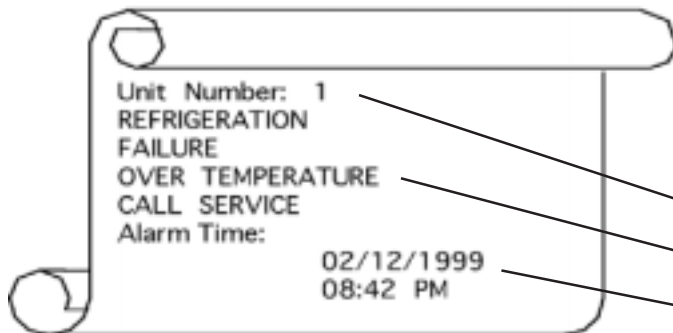 Unit Number: 1
REFRIGERATION
FAILURE
OVER TEMPERATURE
CALL SERVICE
Alarm Time:
02/12/1999
08:42 PM